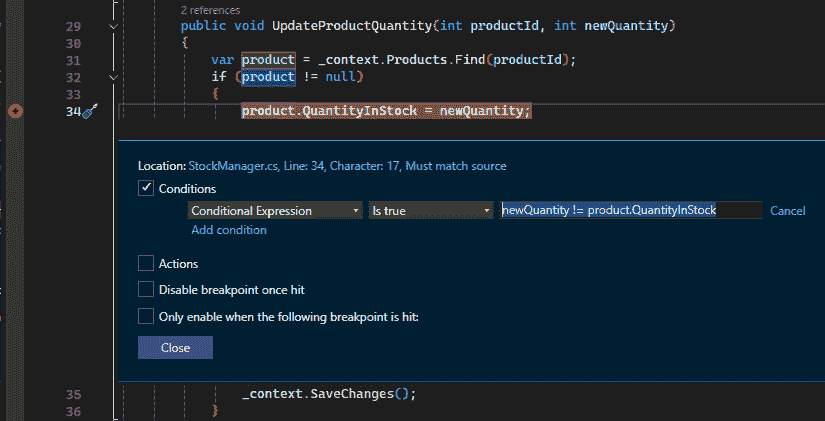 2 references
29 public void UpdateProductQuantity(int productId, int newQuantity)
30 {
31 var product = _context.Products.Find(productId);
32 if (product != null)
33 {
34 product.QuantityInStock = newQuantity;
Location: StockManager.cs, Line: 34, Character: 17, Must match source
Conditions
Conditional Expression Is true newQuantity != product.QuantityInStock Cancel
Add condition
Actions
Disable breakpoint once hit
Only enable when the following breakpoint is hit:
Close
35 _context.SaveChanges();
36 }